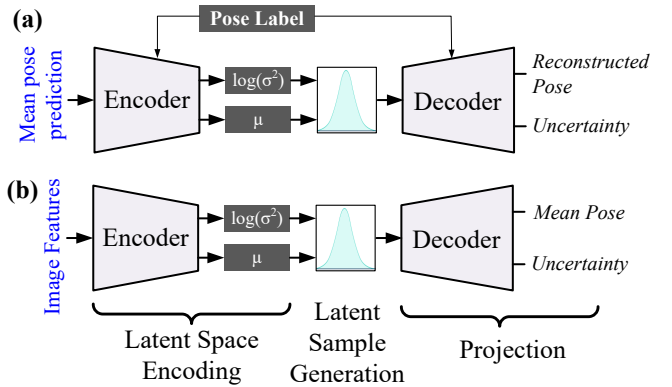 (a)
Pose Label
Mean pose
prediction
Encoder
log(σ²)
μ
Decoder
Reconstructed
Pose
Uncertainty
(b)
Image Features
Encoder
log(σ²)
μ
Decoder
Mean Pose
Uncertainty
Latent Space
Encoding
Latent
Sample
Generation
Projection